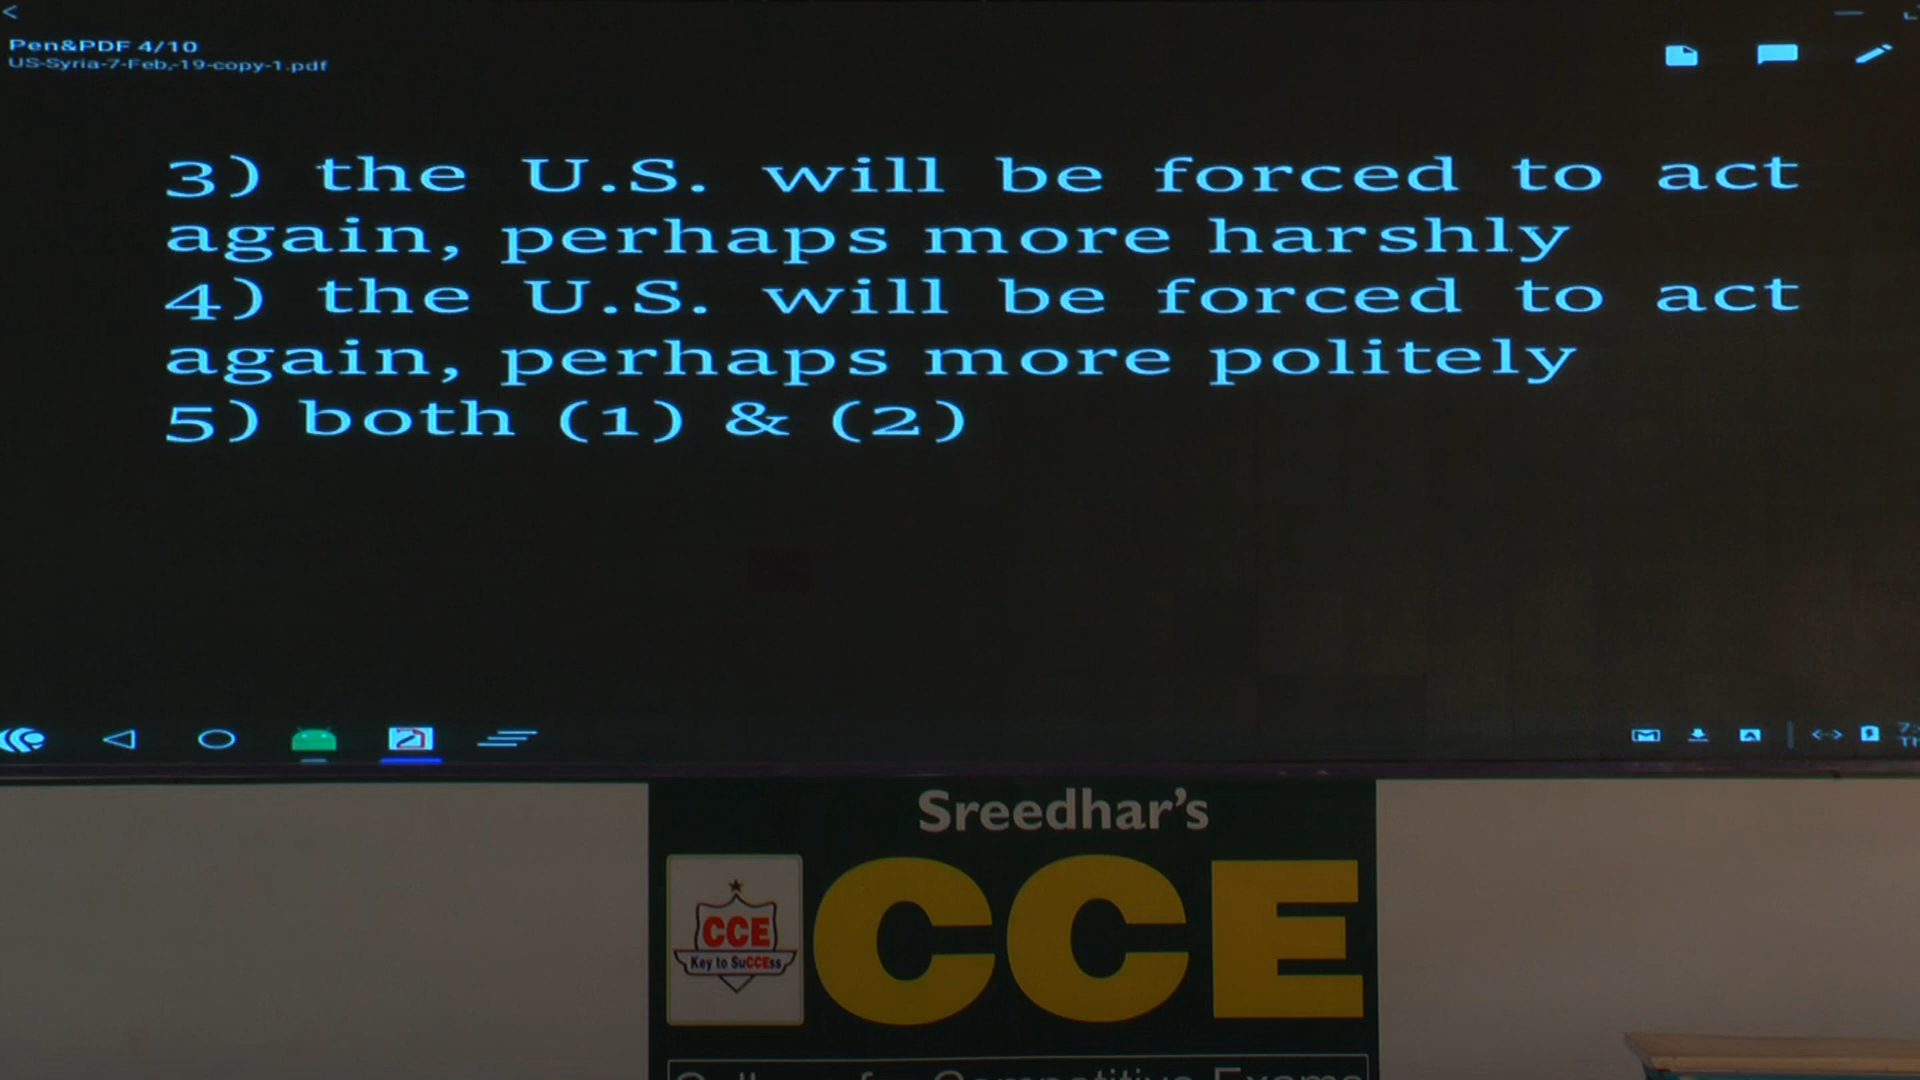 Pen&PDF 4/10
US-Syria-7-Feb,-19-copy-1.pdf
3) the U.S. will be forced to act
again, perhaps more harshly
4) the U.S. will be forced to act
again, perhaps more politely
5) both (1) & (2)
Sreedhar's
CCE
CCE
Key to SuCCEss